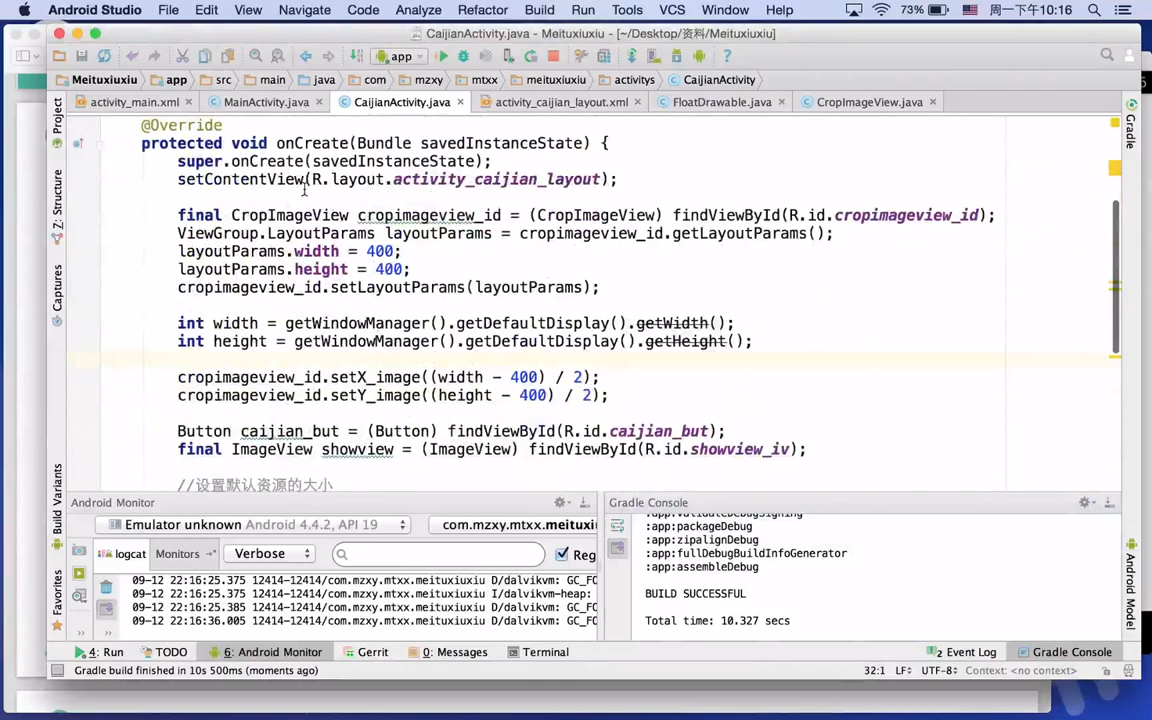 Android Studio File Edit View Navigate Code Analyze Refactor Build Run Tools VCS Window Help 73% 周一下午10:16
CaijianActivity.java - Meituxiuxiu - [~/Desktop/资料/Meituxiuxiu]
app
Meituxiuxiu app src main java com mzxy mtxx meituxiuxiu activitys CaijianActivity
activity_main.xml MainActivity.java CaijianActivity.java activity_caijian_layout.xml FloatDrawable.java CropImageView.java
Project
Z: Structure
Captures
Build Variants
Favorites
Gradle
Android Model
@Override
protected void onCreate(Bundle savedInstanceState) {
super.onCreate(savedInstanceState);
setContentView(R.layout.activity_caijian_layout);
final CropImageView cropimageview_id = (CropImageView) findViewById(R.id.cropimageview_id);
ViewGroup.LayoutParams layoutParams = cropimageview_id.getLayoutParams();
layoutParams.width = 400;
layoutParams.height = 400;
cropimageview_id.setLayoutParams(layoutParams);
int width = getWindowManager().getDefaultDisplay().getWidth();
int height = getWindowManager().getDefaultDisplay().getHeight();
cropimageview_id.setX_image((width - 400) / 2);
cropimageview_id.setY_image((height - 400) / 2);
Button caijian_but = (Button) findViewById(R.id.caijian_but);
final ImageView showview = (ImageView) findViewById(R.id.showview_iv);
//设置默认资源的大小
Android Monitor
Emulator unknown Android 4.4.2, API 19 com.mzxy.mtxx.meituxiu
logcat Monitors Verbose Reg
09-12 22:16:25.375 12414-12414/com.mzxy.mtxx.meituxiuxiu D/dalvikvm: GC_FO
09-12 22:16:25.375 12414-12414/com.mzxy.mtxx.meituxiuxiu I/dalvikvm-heap:
09-12 22:16:25.385 12414-12414/com.mzxy.mtxx.meituxiuxiu D/dalvikvm: GC_FO
09-12 22:16:36.005 12414-12414/com.mzxy.mtxx.meituxiuxiu D/dalvikvm: GC_FO
Gradle Console
:app:validateDebugSigning
:app:packageDebug
:app:zipalignDebug
:app:fullDebugBuildInfoGenerator
:app:assembleDebug
BUILD SUCCESSFUL
Total time: 10.327 secs
4: Run TODO 6: Android Monitor Gerrit 0: Messages Terminal Event Log Gradle Console
Gradle build finished in 10s 500ms (moments ago) 32:1 LF UTF-8 Context: <no context>